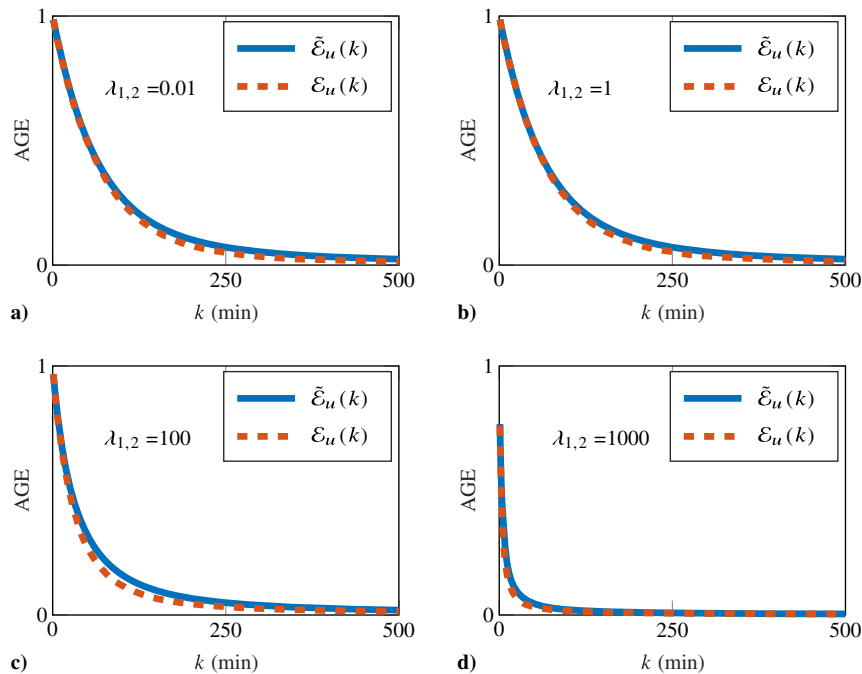 1
AGE
λ1,2 =0.01
ℰ̃u(k)
ℰu(k)
0
0 250 500
k (min)
a)
1
AGE
λ1,2 =1
ℰ̃u(k)
ℰu(k)
0
0 250 500
k (min)
b)
1
AGE
λ1,2 =100
ℰ̃u(k)
ℰu(k)
0
0 250 500
k (min)
c)
1
AGE
λ1,2 =1000
ℰ̃u(k)
ℰu(k)
0
0 250 500
k (min)
d)